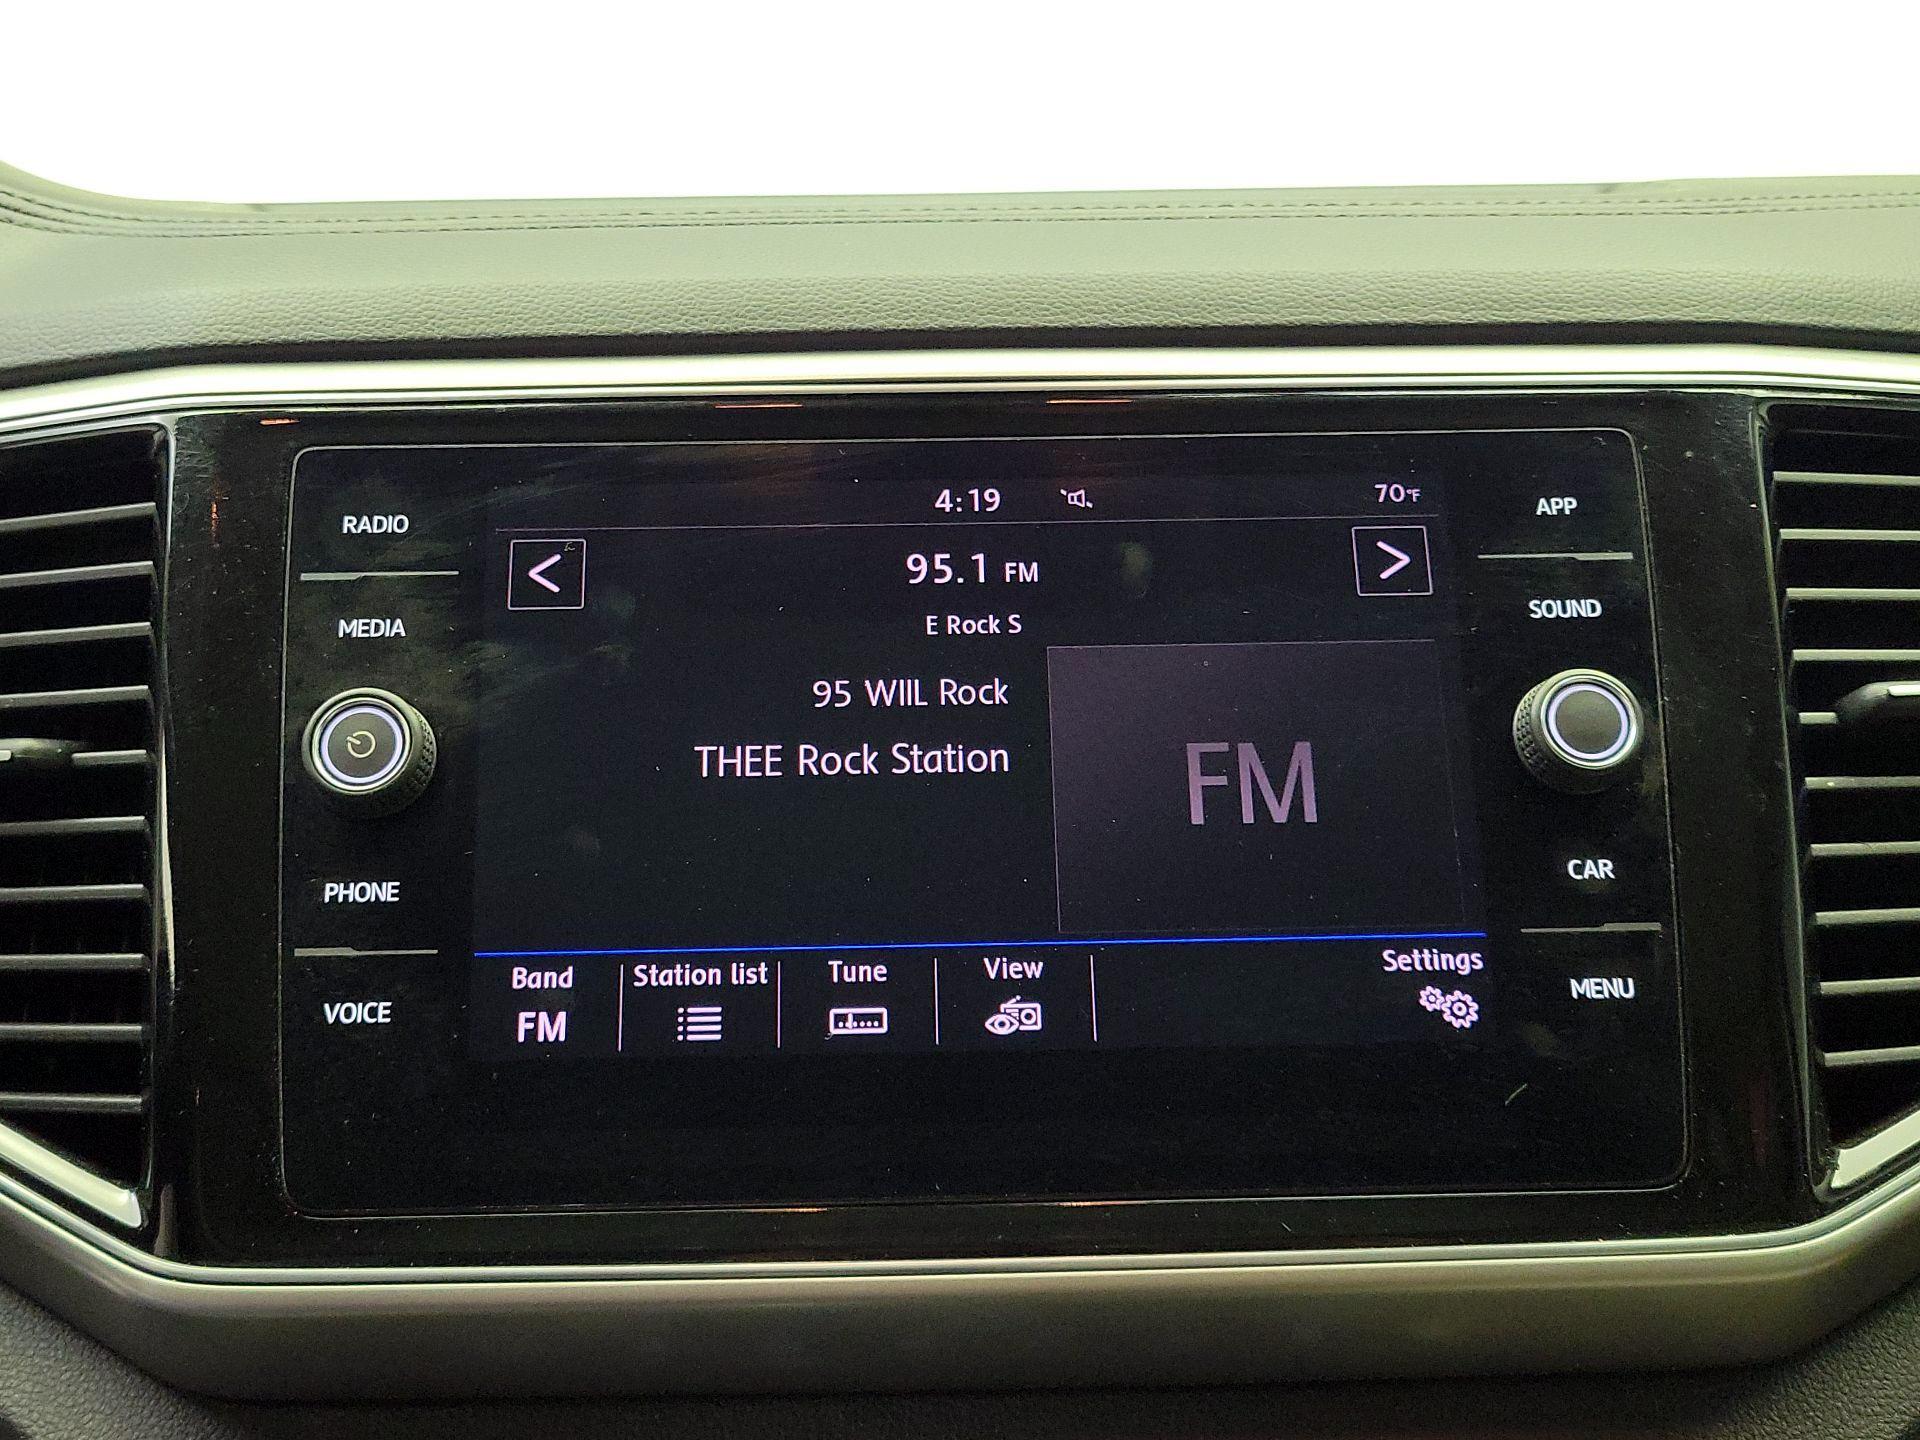 4:19
70°F
RADIO
MEDIA
PHONE
VOICE
<
95.1 FM
>
E Rock S
95 WIIL Rock
THEE Rock Station
FM
Band
FM
Station list
Tune
View
Settings
APP
SOUND
CAR
MENU